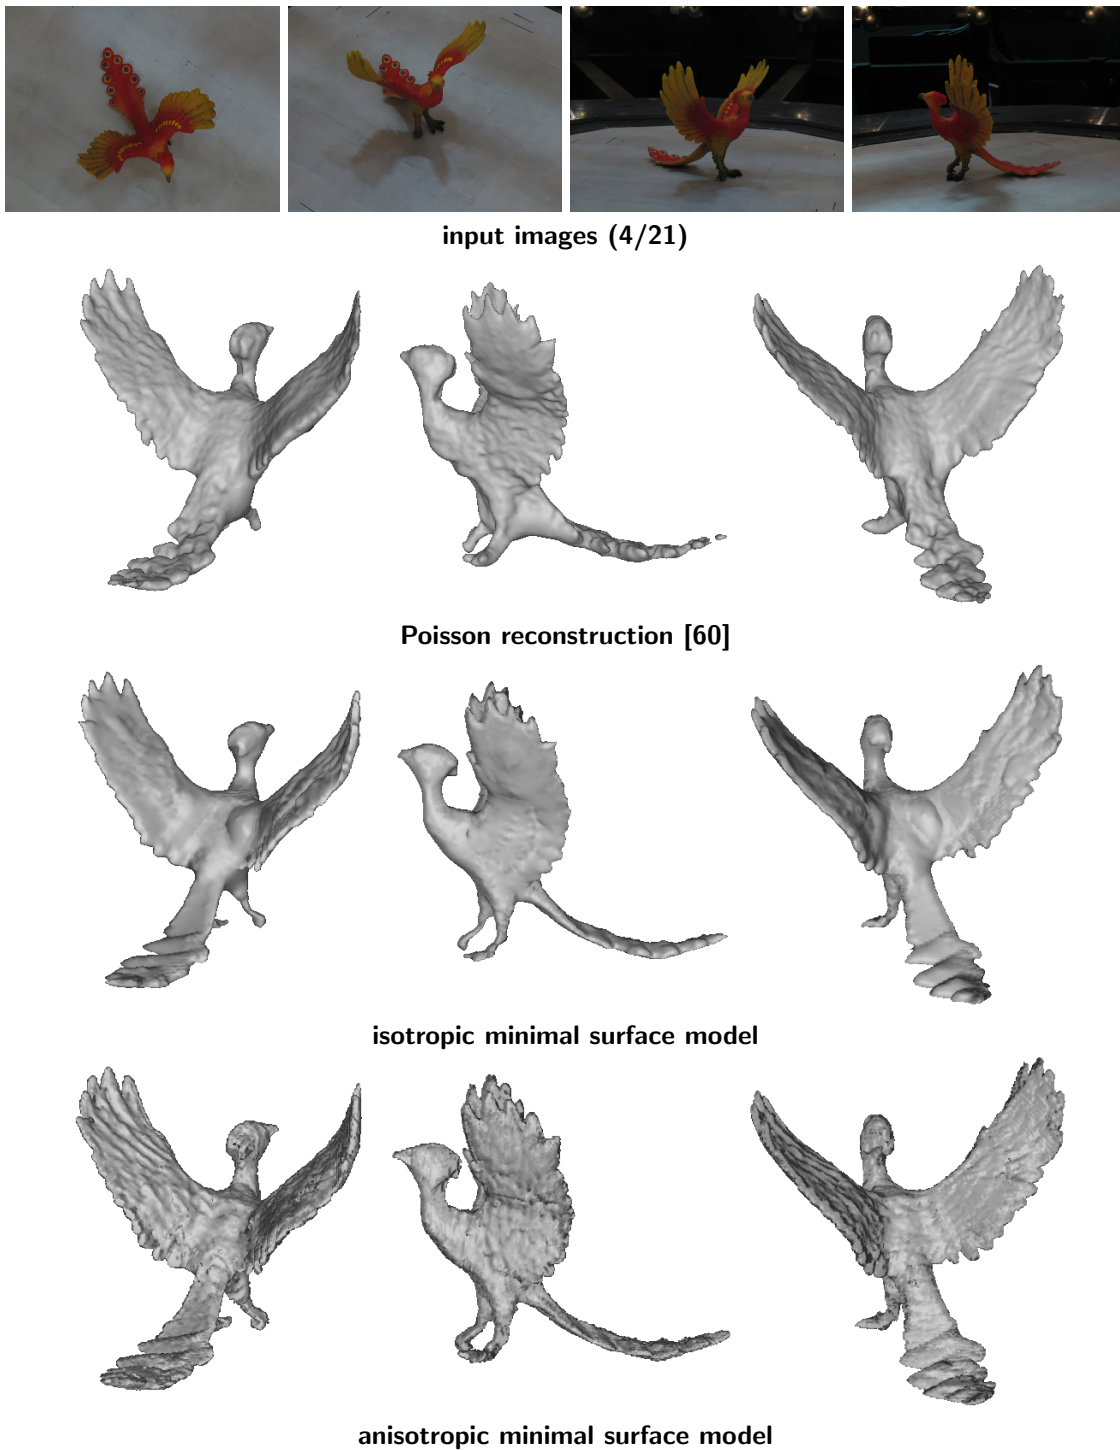 input images (4/21)
Poisson reconstruction [60]
isotropic minimal surface model
anisotropic minimal surface model